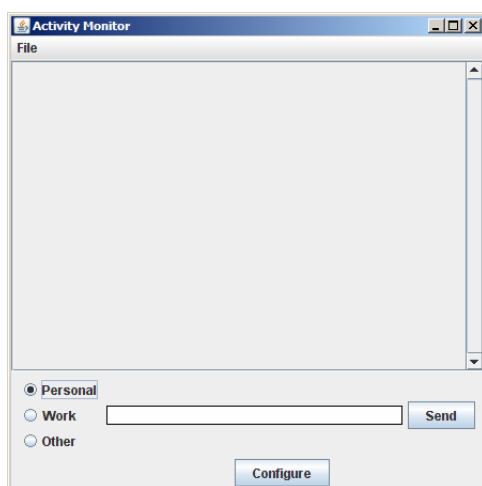 Activity Monitor
File
Personal
Work
Send
Other
Configure